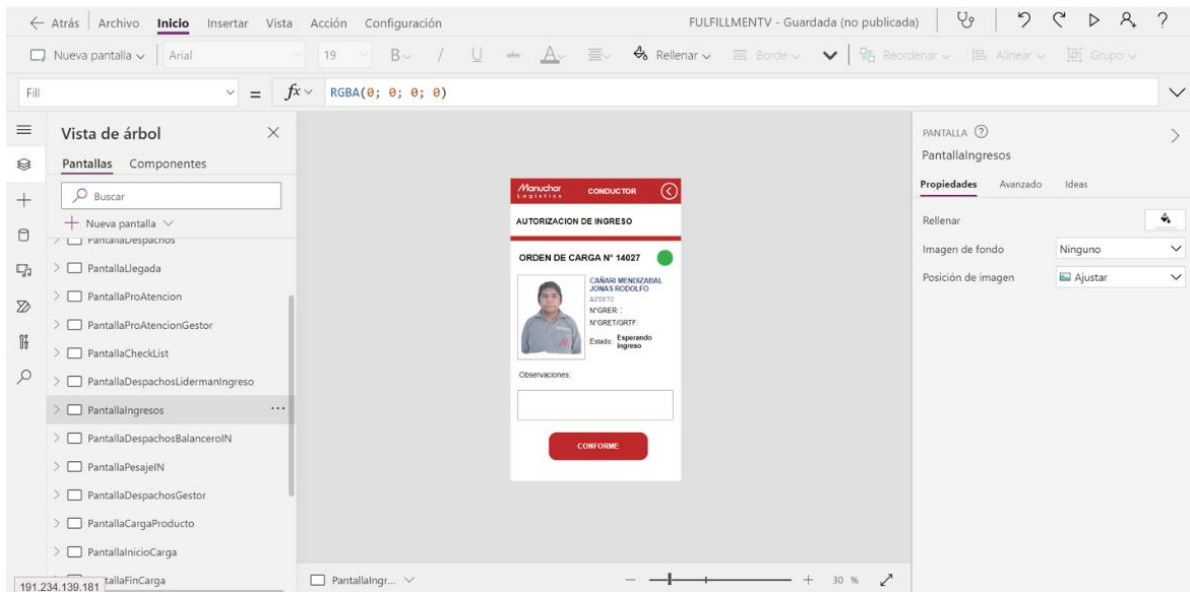 ← Atrás Archivo Inicio Insertar Vista Acción Configuración FULFILLMENTV - Guardada (no publicada) ?
Nueva pantalla Arial 19 B / U abc A Rellenar Borde Reordenar Alinear Grupo
Fill = fx RGBA(0; 0; 0; 0)
Vista de árbol
Pantallas Componentes
Buscar
+ Nueva pantalla
PantallaDespachos
PantallaLlegada
PantallaProAtencion
PantallaProAtencionGestor
PantallaCheckList
PantallaDespachosLidermanIngreso
PantallaIngresos ...
PantallaDespachosBalanceroIN
PantallaPesajeIN
PantallaDespachosGestor
PantallaCargaProducto
PantallaInicioCarga
tallaFinCarga
191.234.139.181
Manuchar
Logistics
CONDUCTOR
AUTORIZACION DE INGRESO
ORDEN DE CARGA N° 14027
CAÑARI MENDIZABAL
JONAS RODOLFO
N°GRER :
N°GRET/GRTF:
Estado: Esperando
ingreso
Observaciones:
CONFORME
PantallaIngr...
30 %
PANTALLA ?
PantallaIngresos
Propiedades Avanzado Ideas
Rellenar
Imagen de fondo Ninguno
Posición de imagen Ajustar